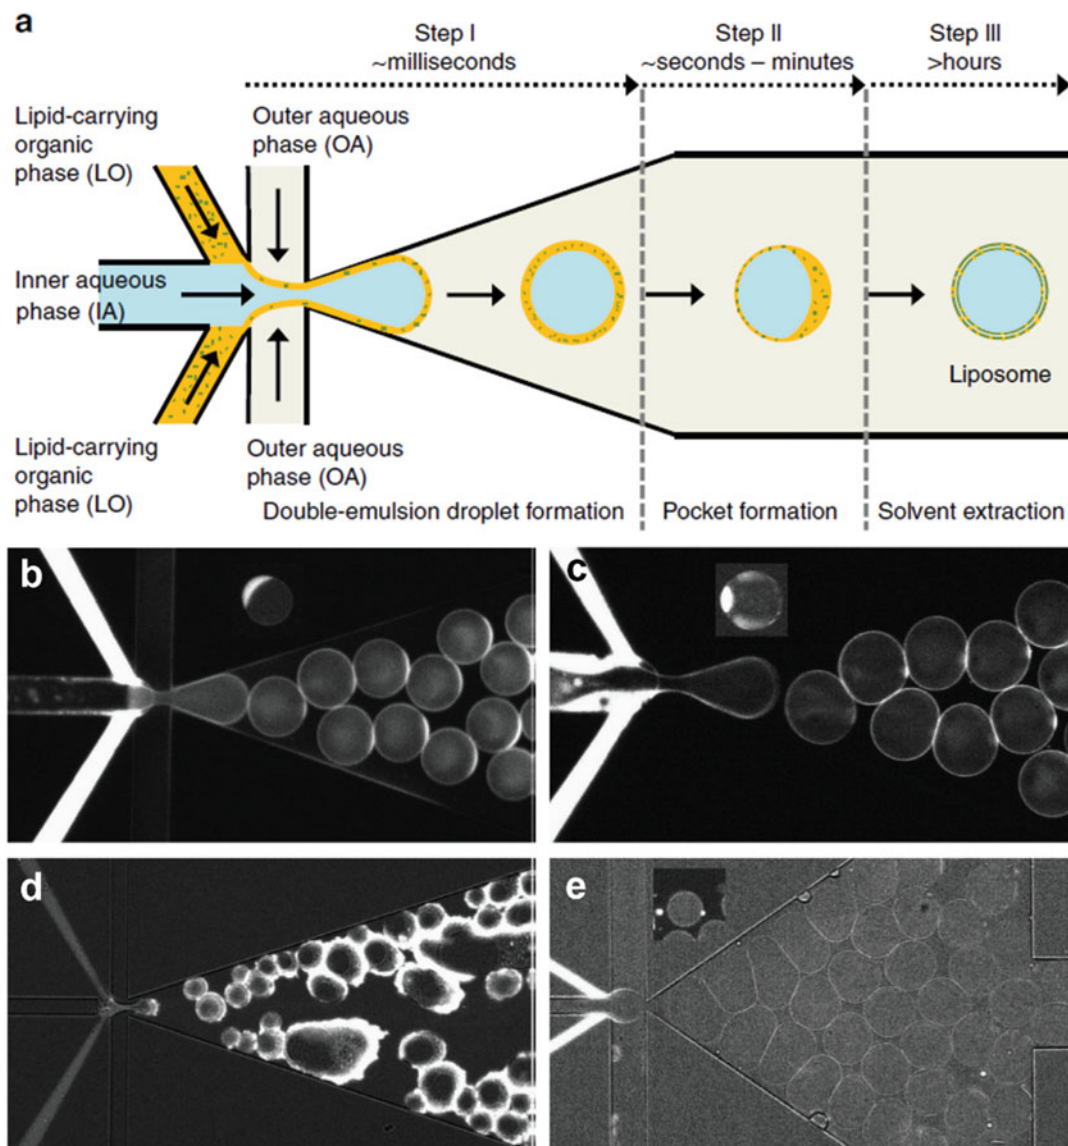 a
Step I
~milliseconds
Step II
~seconds – minutes
Step III
>hours
Lipid-carrying
organic
phase (LO)
Outer aqueous
phase (OA)
Inner aqueous
phase (IA)
Liposome
Lipid-carrying
organic
phase (LO)
Outer aqueous
phase (OA)
Double-emulsion droplet formation
Pocket formation
Solvent extraction
b
c
d
e